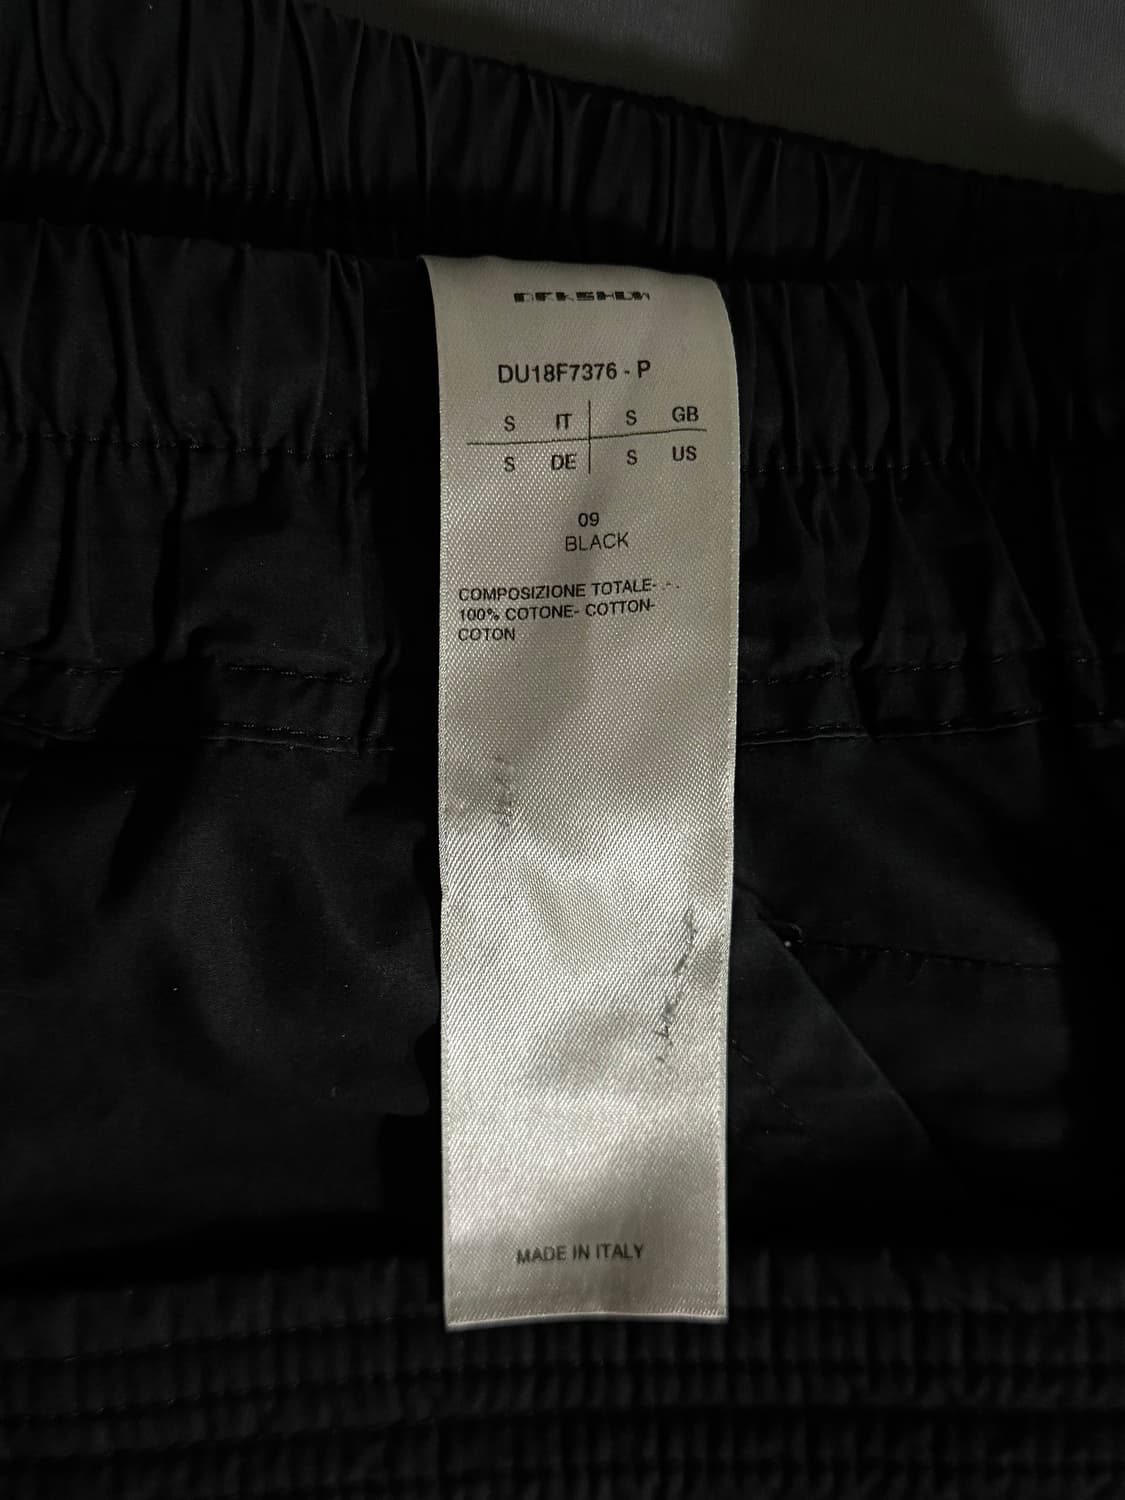 DRKSHDW
DU18F7376 - P
S IT S GB
S DE S US
09
BLACK
COMPOSIZIONE TOTALE-
100% COTONE- COTTON-
COTON
MADE IN ITALY